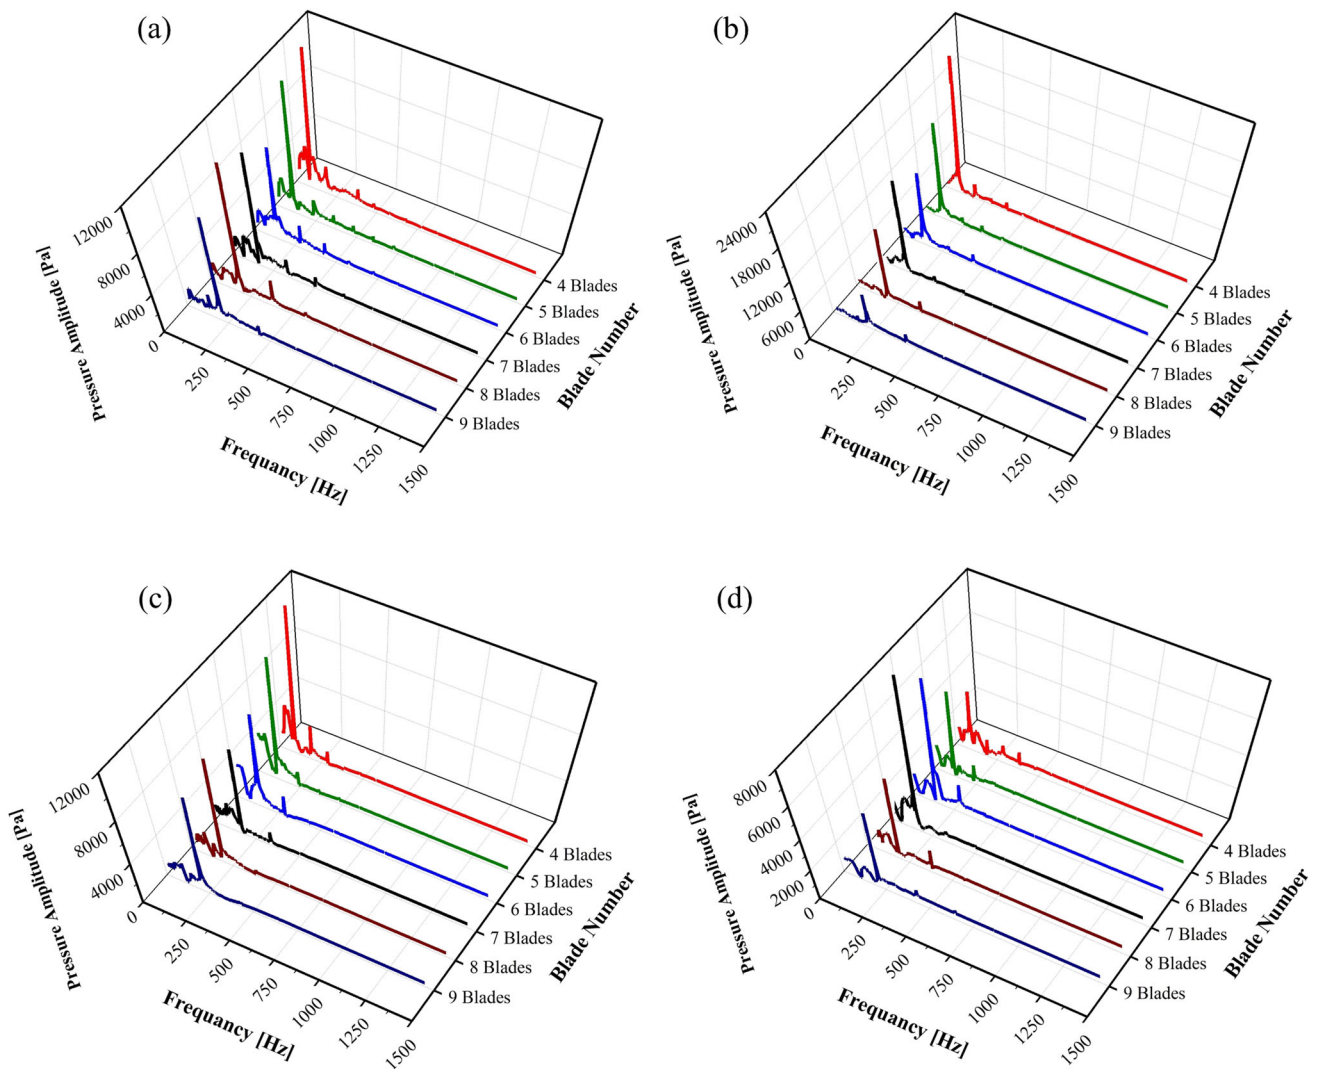 (a)
12000
8000
4000
0
Pressure Amplitude [Pa]
250
500
750
1000
1250
1500
Frequancy [Hz]
4 Blades
5 Blades
6 Blades
7 Blades
8 Blades
9 Blades
Blade Number
(b)
24000
18000
12000
6000
0
Pressure Amplitude [Pa]
250
500
750
1000
1250
1500
Frequancy [Hz]
4 Blades
5 Blades
6 Blades
7 Blades
8 Blades
9 Blades
Blade Number
(c)
12000
8000
4000
0
Pressure Amplitude [Pa]
250
500
750
1000
1250
1500
Frequancy [Hz]
4 Blades
5 Blades
6 Blades
7 Blades
8 Blades
9 Blades
Blade Number
(d)
8000
6000
4000
2000
0
Pressure Amplitude [Pa]
250
500
750
1000
1250
1500
Frequancy [Hz]
4 Blades
5 Blades
6 Blades
7 Blades
8 Blades
9 Blades
Blade Number